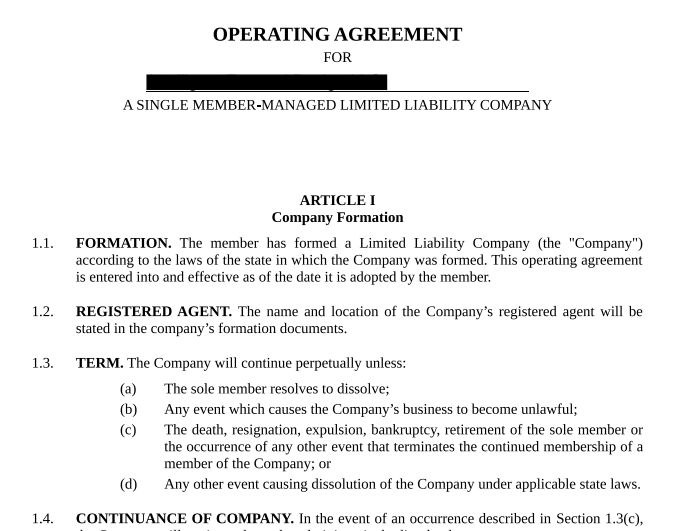 OPERATING AGREEMENT
FOR
A SINGLE MEMBER-MANAGED LIMITED LIABILITY COMPANY
ARTICLE I
Company Formation
1.1. FORMATION. The member has formed a Limited Liability Company (the "Company")
according to the laws of the state in which the Company was formed. This operating agreement
is entered into and effective as of the date it is adopted by the member.
1.2. REGISTERED AGENT. The name and location of the Company’s registered agent will be
stated in the company’s formation documents.
1.3. TERM. The Company will continue perpetually unless:
(a) The sole member resolves to dissolve;
(b) Any event which causes the Company’s business to become unlawful;
(c) The death, resignation, expulsion, bankruptcy, retirement of the sole member or
the occurrence of any other event that terminates the continued membership of a
member of the Company; or
(d) Any other event causing dissolution of the Company under applicable state laws.
1.4. CONTINUANCE OF COMPANY. In the event of an occurrence described in Section 1.3(c),